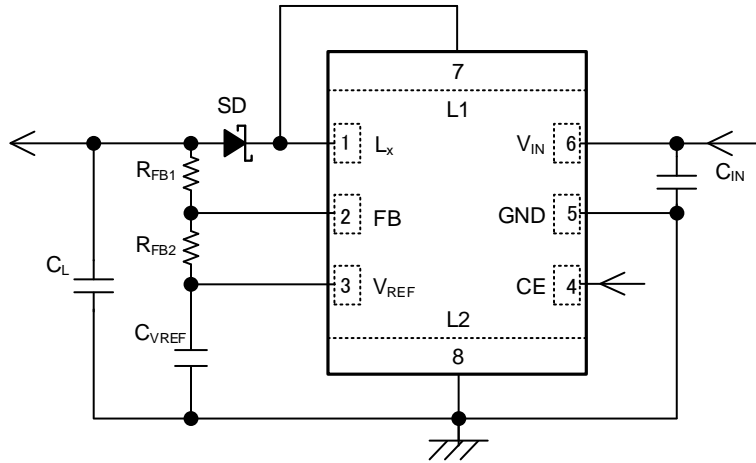 7
L1
SD
1 Lx
VIN 6
RFB1
CIN
2 FB
GND 5
RFB2
CL
3 VREF
CE 4
L2
CVREF
8